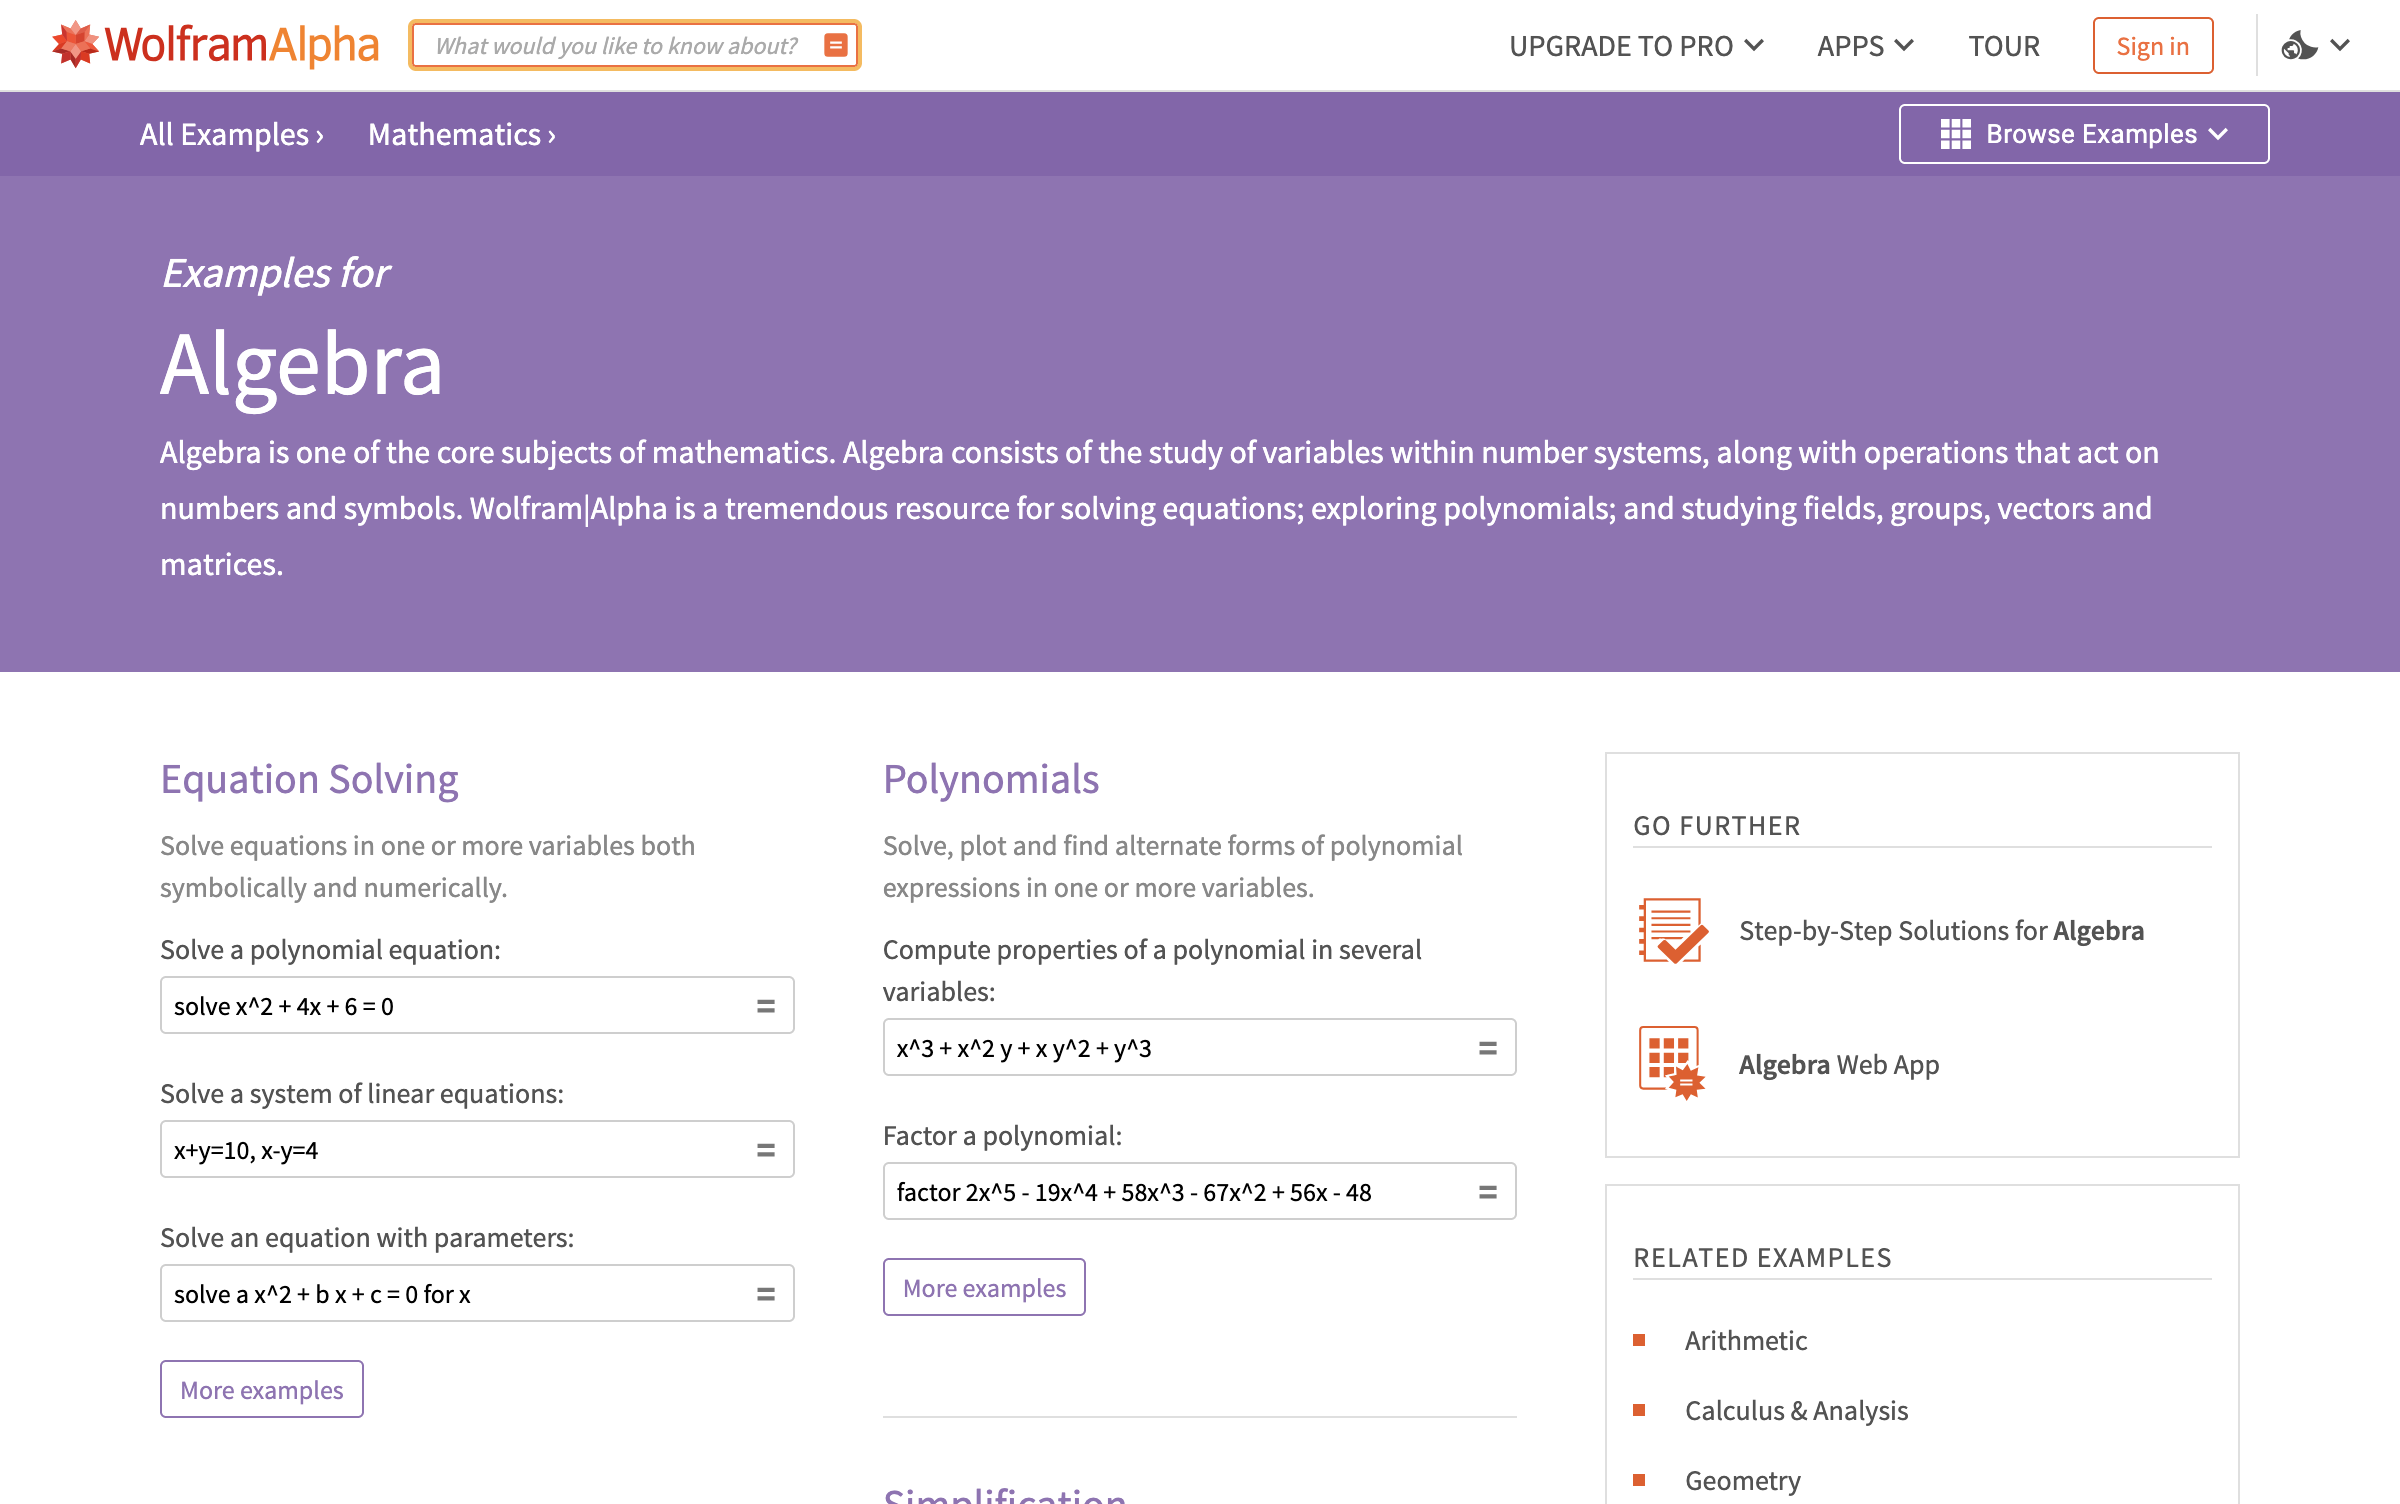 WolframAlpha
What would you like to know about?
UPGRADE TO PRO
APPS
TOUR
Sign in
All Examples ›
Mathematics ›
Browse Examples
Examples for
Algebra
Algebra is one of the core subjects of mathematics. Algebra consists of the study of variables within number systems, along with operations that act on
numbers and symbols. Wolfram|Alpha is a tremendous resource for solving equations; exploring polynomials; and studying fields, groups, vectors and
matrices.
Equation Solving
Solve equations in one or more variables both
symbolically and numerically.
Solve a polynomial equation:
solve x^2 + 4x + 6 = 0
Solve a system of linear equations:
x+y=10, x-y=4
Solve an equation with parameters:
solve a x^2 + b x + c = 0 for x
More examples
Polynomials
Solve, plot and find alternate forms of polynomial
expressions in one or more variables.
Compute properties of a polynomial in several
variables:
x^3 + x^2 y + x y^2 + y^3
Factor a polynomial:
factor 2x^5 - 19x^4 + 58x^3 - 67x^2 + 56x - 48
More examples
Simplification
GO FURTHER
Step-by-Step Solutions for Algebra
Algebra Web App
RELATED EXAMPLES
Arithmetic
Calculus & Analysis
Geometry